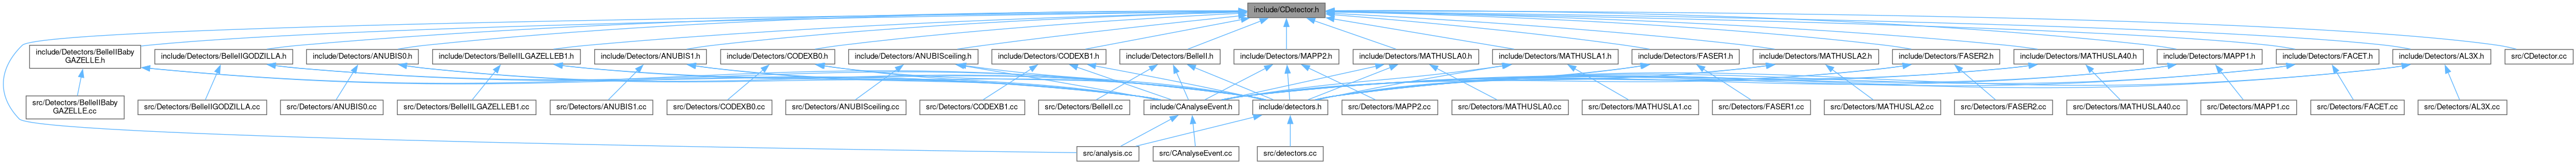 include/CDetector.h
include/Detectors/BelleIIBaby
GAZELLE.h
include/Detectors/BelleIIGODZILLA.h
include/Detectors/ANUBIS0.h
include/Detectors/BelleIILGAZELLEB1.h
include/Detectors/ANUBIS1.h
include/Detectors/CODEXB0.h
include/Detectors/ANUBISceiling.h
include/Detectors/CODEXB1.h
include/Detectors/BelleII.h
include/Detectors/MAPP2.h
include/Detectors/MATHUSLA0.h
include/Detectors/MATHUSLA1.h
include/Detectors/FASER1.h
include/Detectors/MATHUSLA2.h
include/Detectors/FASER2.h
include/Detectors/MATHUSLA40.h
include/Detectors/MAPP1.h
include/Detectors/FACET.h
include/Detectors/AL3X.h
src/CDetector.cc
src/Detectors/BelleIIBaby
GAZELLE.cc
src/Detectors/BelleIIGODZILLA.cc
src/Detectors/ANUBIS0.cc
src/Detectors/BelleIILGAZELLEB1.cc
src/Detectors/ANUBIS1.cc
src/Detectors/CODEXB0.cc
src/Detectors/ANUBISceiling.cc
src/Detectors/CODEXB1.cc
src/Detectors/BelleII.cc
include/CAnalyseEvent.h
include/detectors.h
src/Detectors/MAPP2.cc
src/Detectors/MATHUSLA0.cc
src/Detectors/MATHUSLA1.cc
src/Detectors/FASER1.cc
src/Detectors/MATHUSLA2.cc
src/Detectors/FASER2.cc
src/Detectors/MATHUSLA40.cc
src/Detectors/MAPP1.cc
src/Detectors/FACET.cc
src/Detectors/AL3X.cc
src/analysis.cc
src/CAnalyseEvent.cc
src/detectors.cc